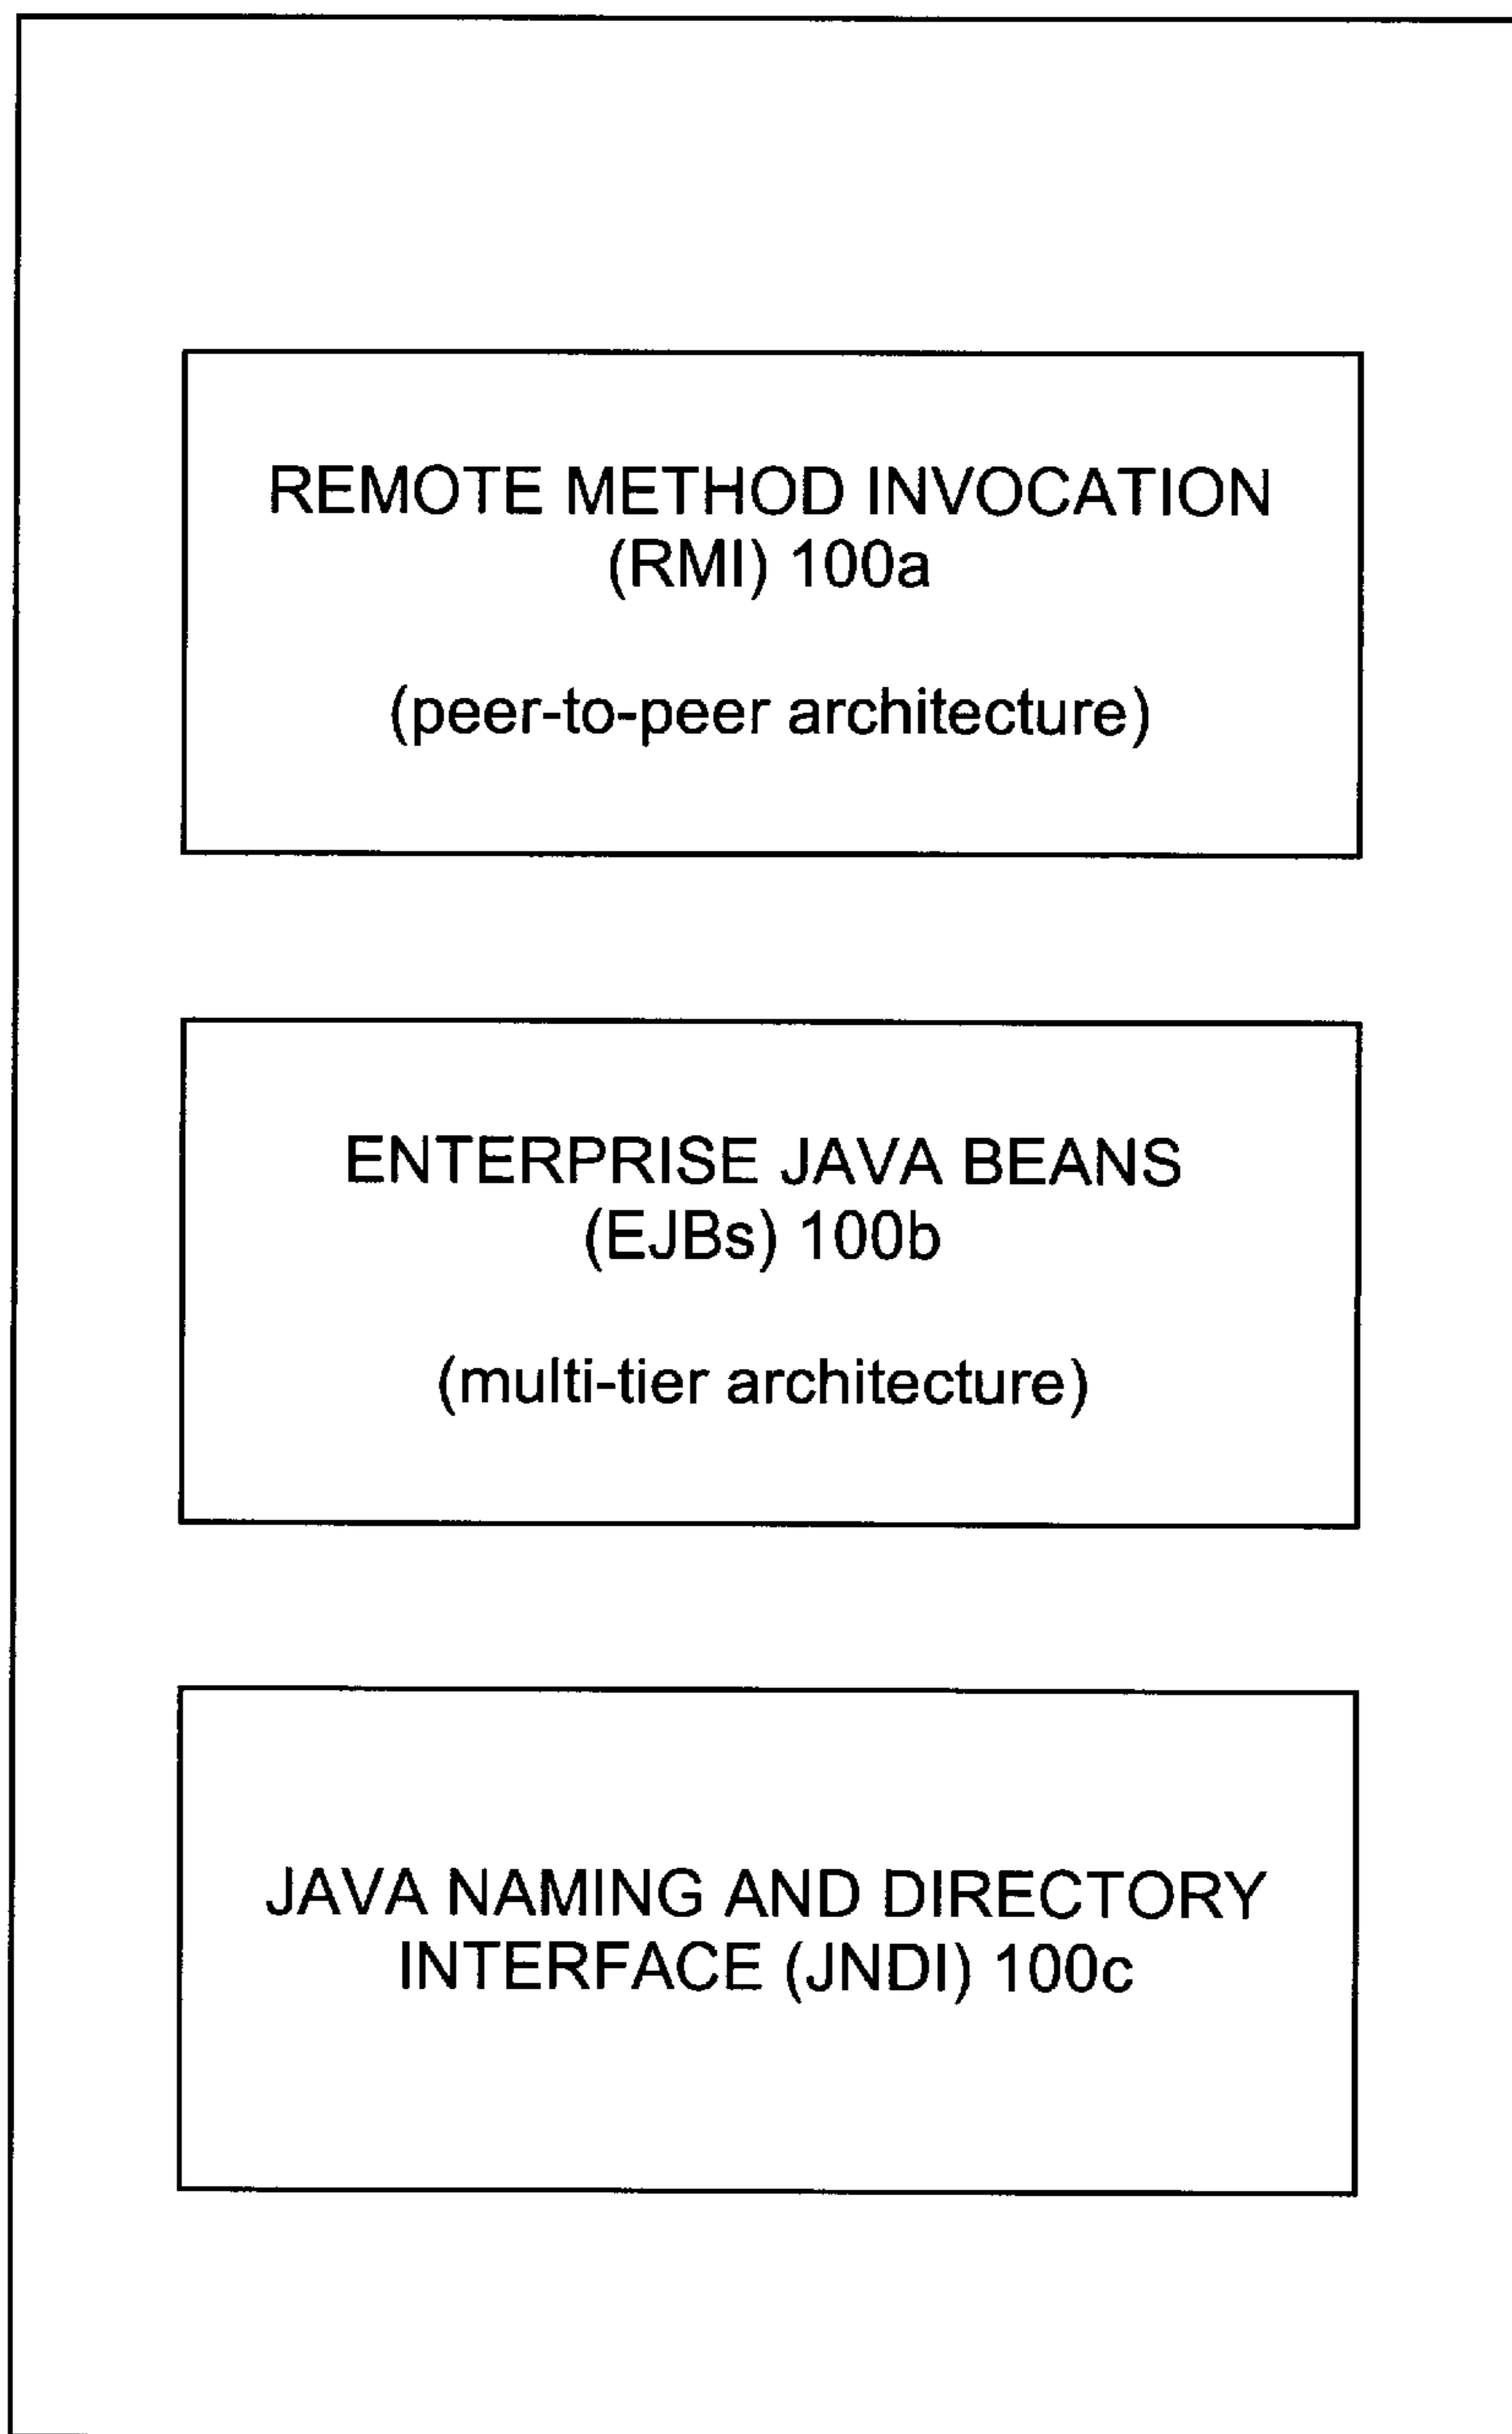 REMOTE METHOD INVOCATION
(RMI) 100a
(peer-to-peer architecture)
ENTERPRISE JAVA BEANS
(EJBs) 100b
(multi-tier architecture)
JAVA NAMING AND DIRECTORY
INTERFACE (JNDI) 100c